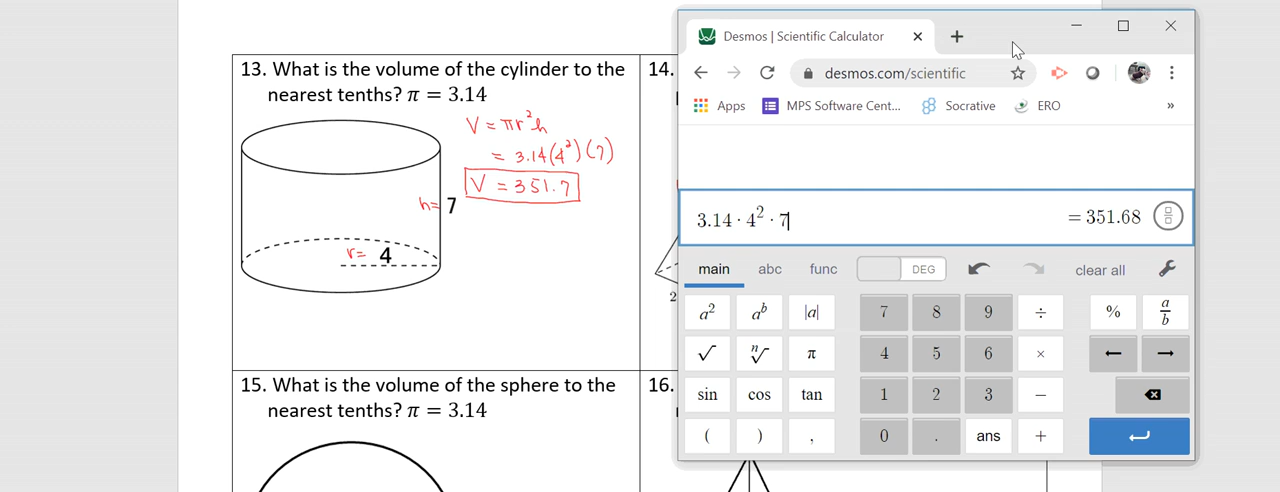 13. What is the volume of the cylinder to the
nearest tenths? π = 3.14
V = πr²h
= 3.14(4²)(7)
V = 351.7
h= 7
r= 4
14.
2
15. What is the volume of the sphere to the
nearest tenths? π = 3.14
16.
Desmos | Scientific Calculator
desmos.com/scientific
Apps MPS Software Cent... Socrative ERO »
3.14 · 4² · 7 = 351.68
main abc func DEG clear all
a² aᵇ |a| 7 8 9 ÷ % a/b
√ ⁿ√ π 4 5 6 × ← →
sin cos tan 1 2 3 −
( ) , 0 . ans +